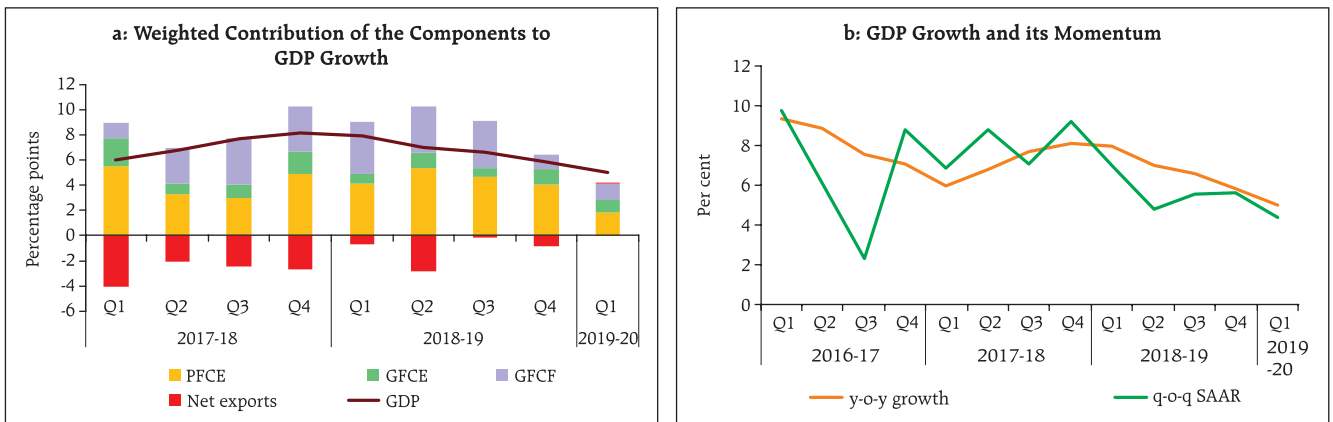 a: Weighted Contribution of the Components to
GDP Growth
Percentage points
12
10
8
6
4
2
0
-2
-4
-6
Q1 Q2 Q3 Q4 Q1 Q2 Q3 Q4 Q1
2017-18 2018-19 2019-20
PFCE GFCE GFCF
Net exports GDP
b: GDP Growth and its Momentum
Per cent
12
10
8
6
4
2
0
Q1 Q2 Q3 Q4 Q1 Q2 Q3 Q4 Q1 Q2 Q3 Q4 Q1
2016-17 2017-18 2018-19 2019
-20
y-o-y growth q-o-q SAAR